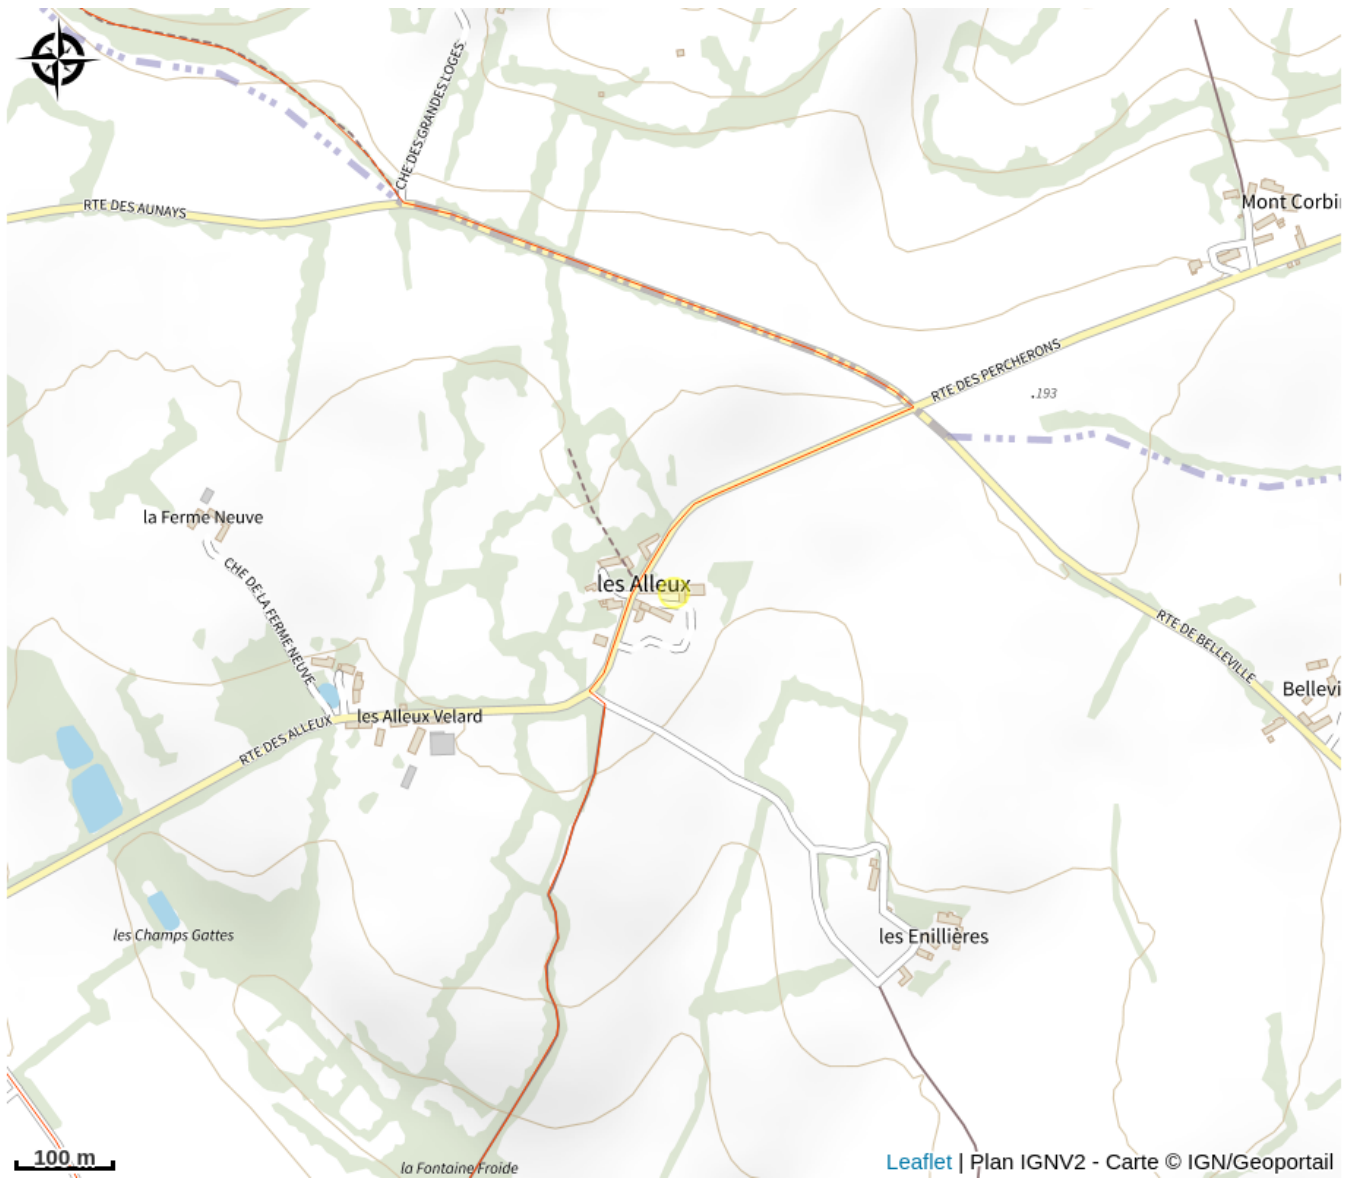 CHE DES GRANDES LOGES
RTE DES AUNAYS
Mont Corbi
RTE DES PERCHERONS
.193
la Ferme Neuve
CHE DE LA FERME NEUVE
les Alleux
RTE DE BELLEVILLE
Bellevi
les Alleux Velard
RTE DES ALLEUX
les Champs Gattes
les Enillières
la Fontaine Froide
100 m
Leaflet | Plan IGNV2 - Carte © IGN/Geoportail